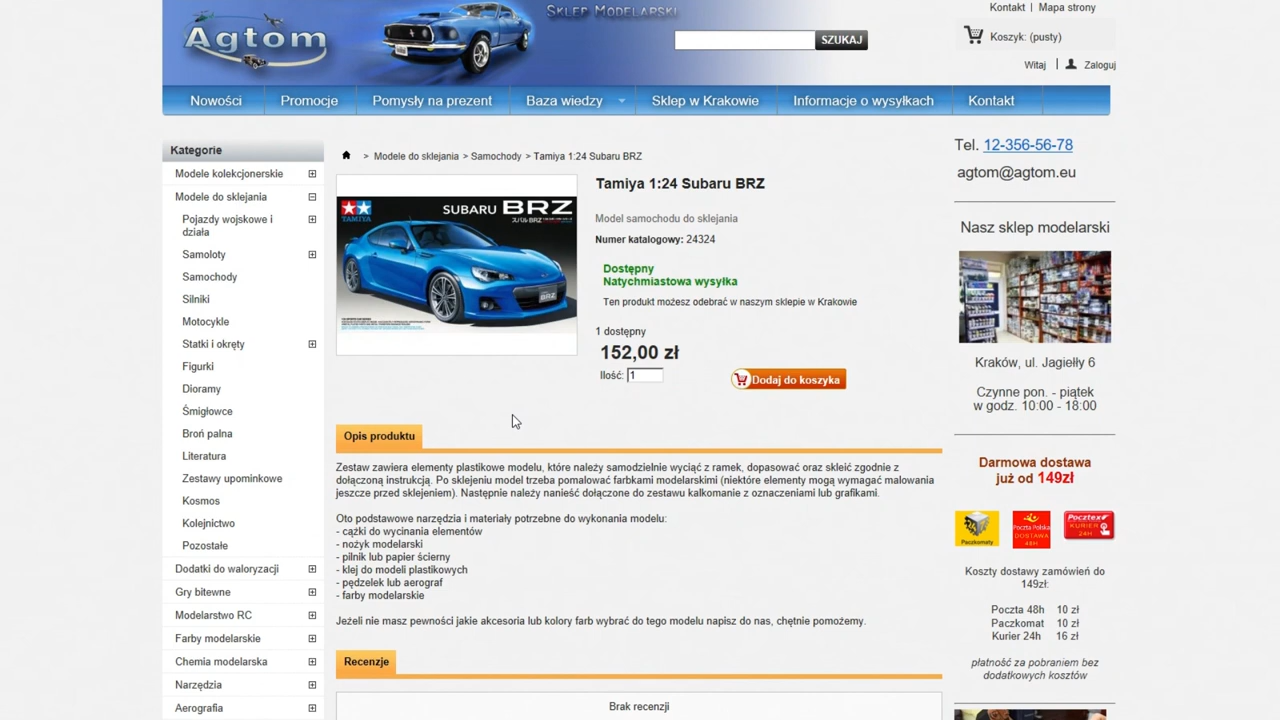 Agtom
Sklep Modelarski
SZUKAJ
Kontakt | Mapa strony
Koszyk: (pusty)
Witaj | Zaloguj
Nowości
Promocje
Pomysły na prezent
Baza wiedzy
Sklep w Krakowie
Informacje o wysyłkach
Kontakt
Kategorie
Modele kolekcjonerskie
Modele do sklejania
Pojazdy wojskowe i
działa
Samoloty
Samochody
Silniki
Motocykle
Statki i okręty
Figurki
Dioramy
Śmigłowce
Broń palna
Literatura
Zestawy upominkowe
Kosmos
Kolejnictwo
Pozostałe
Dodatki do waloryzacji
Gry bitewne
Modelarstwo RC
Farby modelarskie
Chemia modelarska
Narzędzia
Aerografia
> Modele do sklejania > Samochody > Tamiya 1:24 Subaru BRZ
TAMIYA
SUBARU BRZ
スバル BRZ
BRZ
Tamiya 1:24 Subaru BRZ
Model samochodu do sklejania
Numer katalogowy: 24324
Dostępny
Natychmiastowa wysyłka
Ten produkt możesz odebrać w naszym sklepie w Krakowie
1 dostępny
152,00 zł
Ilość: 1
Dodaj do koszyka
Opis produktu
Zestaw zawiera elementy plastikowe modelu, które należy samodzielnie wyciąć z ramek, dopasować oraz skleić zgodnie z
dołączoną instrukcją. Po sklejeniu model trzeba pomalować farbkami modelarskimi (niektóre elementy mogą wymagać malowania
jeszcze przed sklejeniem). Następnie należy nanieść dołączone do zestawu kalkomanie z oznaczeniami lub grafikami.
Oto podstawowe narzędzia i materiały potrzebne do wykonania modelu:
- cążki do wycinania elementów
- nożyk modelarski
- pilnik lub papier ścierny
- klej do modeli plastikowych
- pędzelek lub aerograf
- farby modelarskie
Jeżeli nie masz pewności jakie akcesoria lub kolory farb wybrać do tego modelu napisz do nas, chętnie pomożemy.
Recenzje
Brak recenzji
Tel. 12-356-56-78
agtom@agtom.eu
Nasz sklep modelarski
Kraków, ul. Jagiełły 6
Czynne pon. - piątek
w godz. 10:00 - 18:00
Darmowa dostawa
już od 149zł
Paczkomaty
Poczta Polska
DOSTAWA
48H
Pocztex
KURIER
24H
Koszty dostawy zamówień do
149zł:
Poczta 48h 10 zł
Paczkomat 10 zł
Kurier 24h 16 zł
płatność za pobraniem bez
dodatkowych kosztów